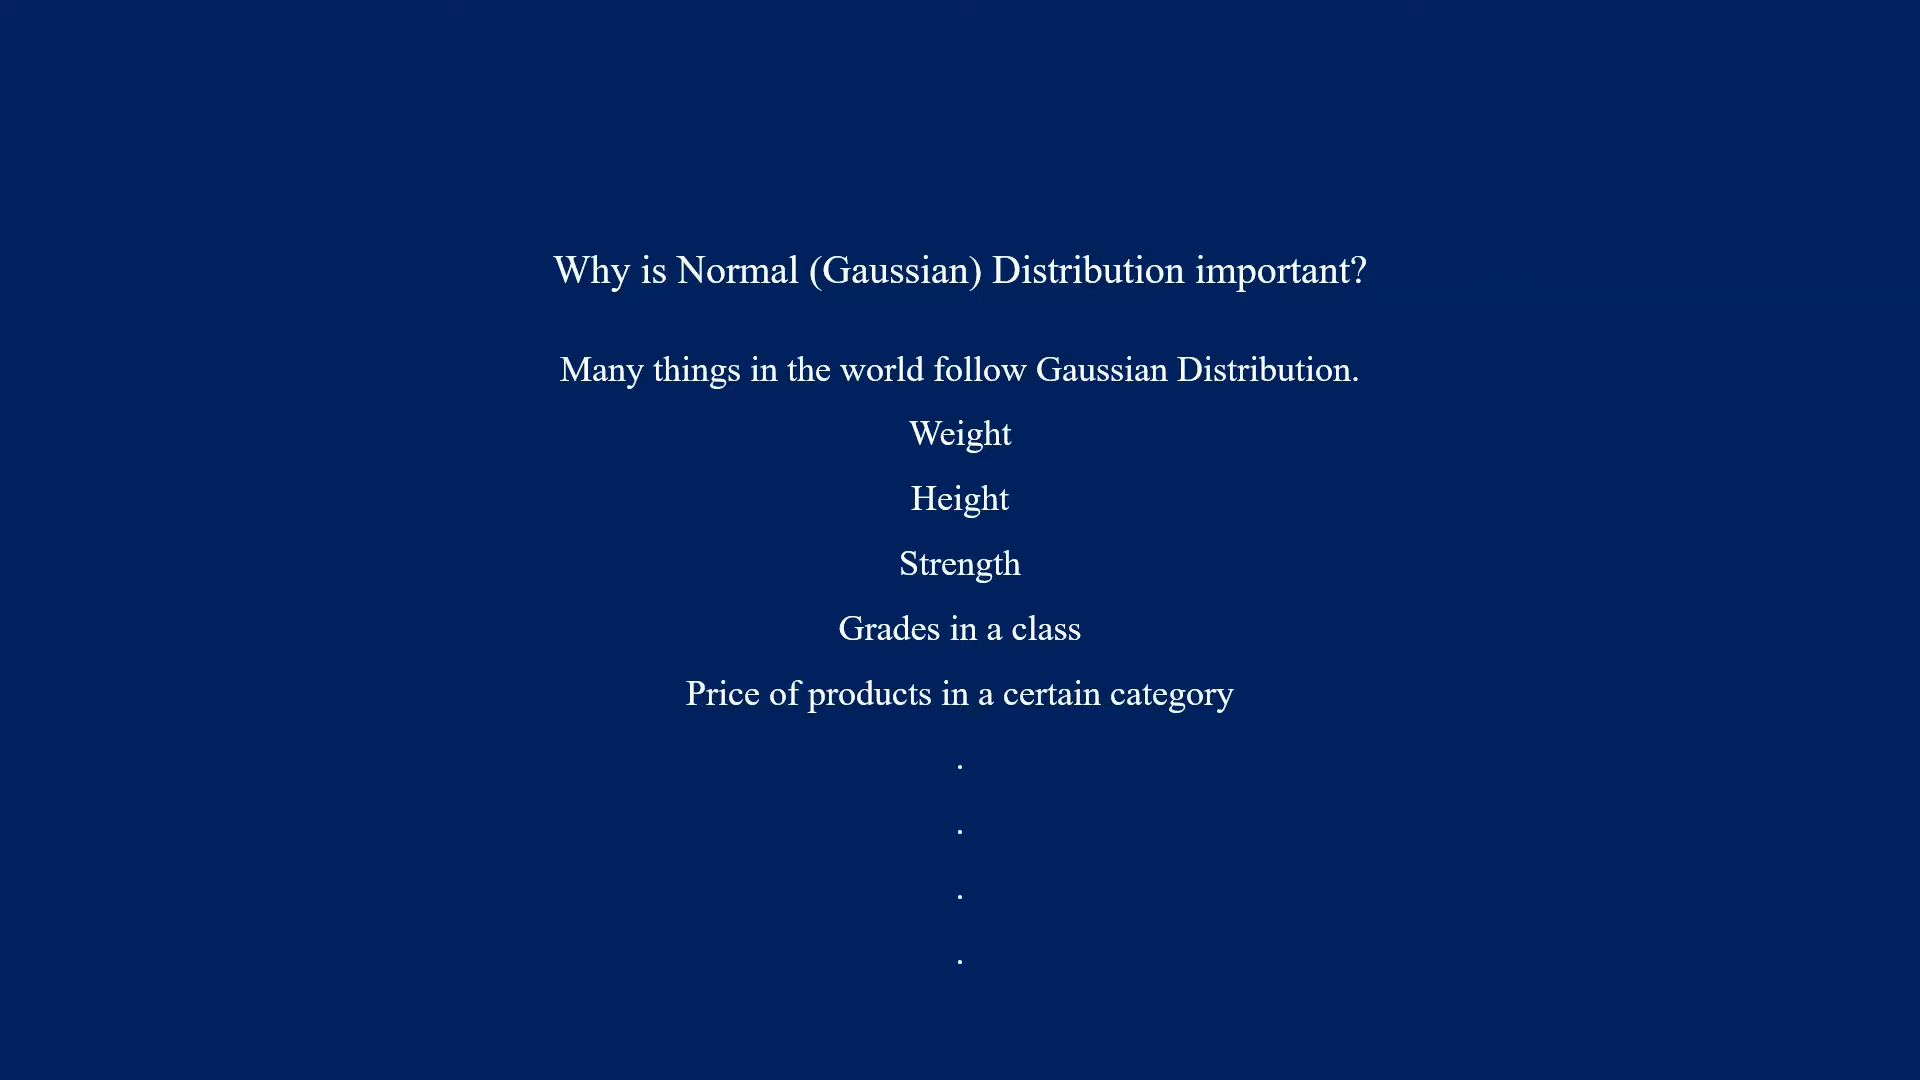 Why is Normal (Gaussian) Distribution important?
Many things in the world follow Gaussian Distribution.
Weight
Height
Strength
Grades in a class
Price of products in a certain category
.
.
.
.